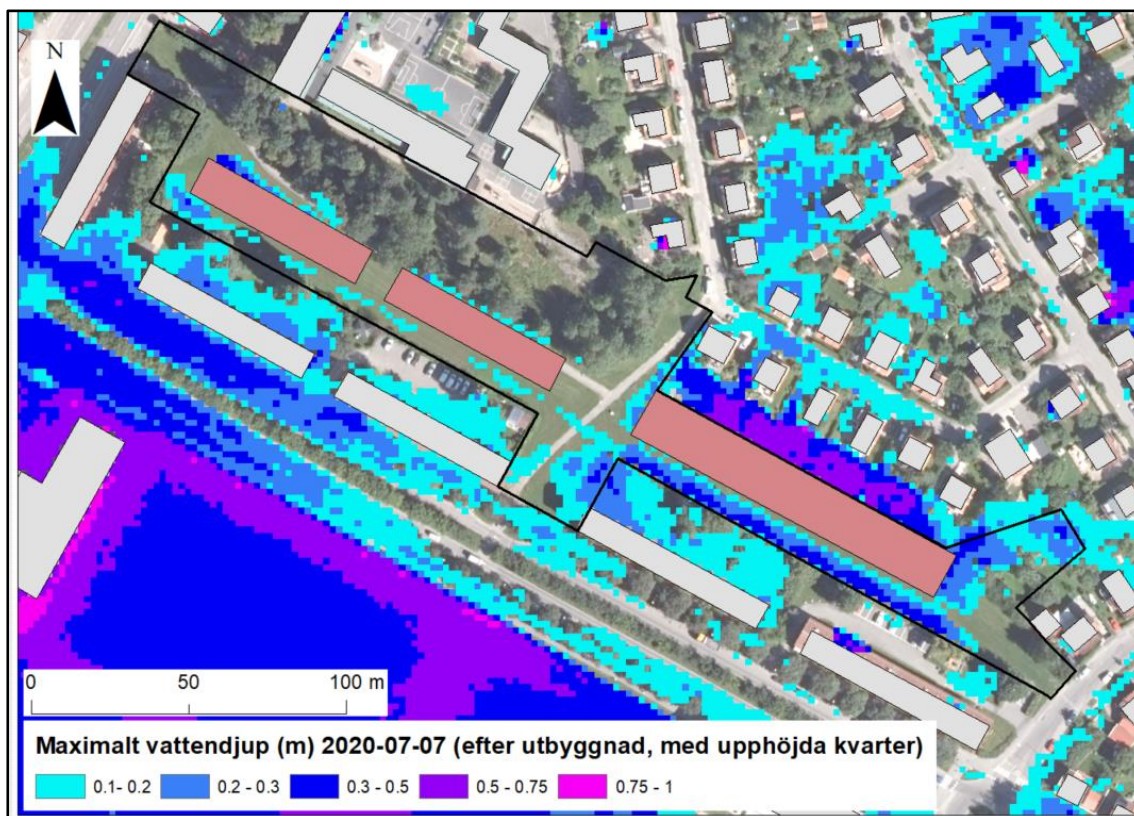 N
0 50 100 m
Maximalt vattendjup (m) 2020-07-07 (efter utbyggnad, med upphöjda kvarter)
0.1- 0.2 0.2 - 0.3 0.3 - 0.5 0.5 - 0.75 0.75 - 1